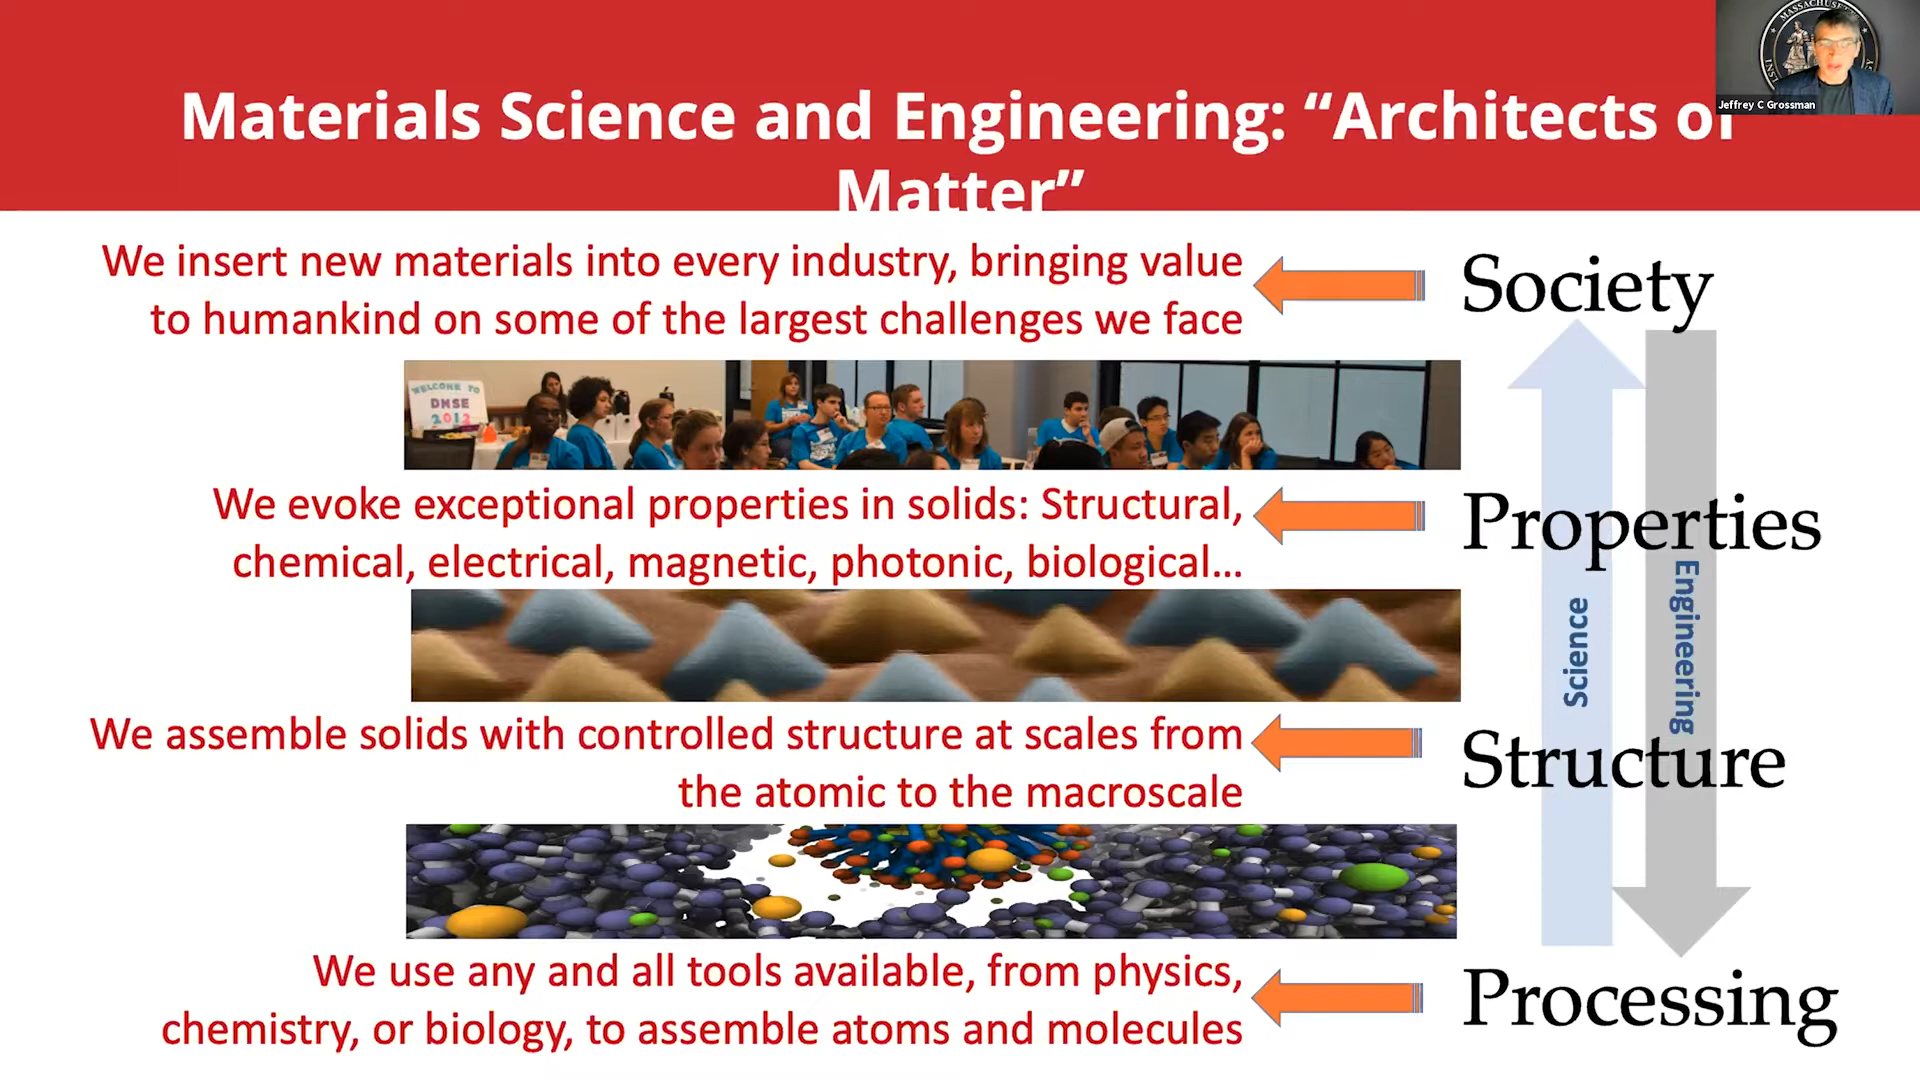 Materials Science and Engineering: “Architects of
Matter”
MASSACHUSETTS
INST
Jeffrey C Grossman
We insert new materials into every industry, bringing value
to humankind on some of the largest challenges we face
Society
WELCOME TO
DMSE
2012
We evoke exceptional properties in solids: Structural,
chemical, electrical, magnetic, photonic, biological...
Properties
Science
Engineering
We assemble solids with controlled structure at scales from
the atomic to the macroscale
Structure
We use any and all tools available, from physics,
chemistry, or biology, to assemble atoms and molecules
Processing